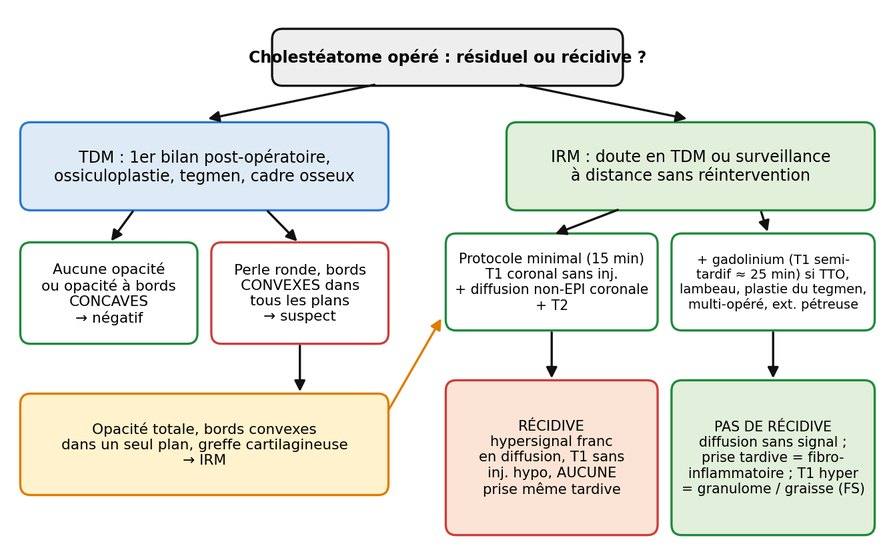 Cholestéatome opéré : résiduel ou récidive ?
TDM : 1er bilan post-opératoire,
ossiculoplastie, tegmen, cadre osseux
IRM : doute en TDM ou surveillance
à distance sans réintervention
Aucune opacité
ou opacité à bords
CONCAVES
→ négatif
Perle ronde, bords
CONVEXES dans
tous les plans
→ suspect
Protocole minimal (15 min)
T1 coronal sans inj.
+ diffusion non-EPI coronale
+ T2
+ gadolinium (T1 semi-
tardif ≈ 25 min) si TTO,
lambeau, plastie du tegmen,
multi-opéré, ext. pétreuse
Opacité totale, bords convexes
dans un seul plan, greffe cartilagineuse
→ IRM
RÉCIDIVE
hypersignal franc
en diffusion, T1 sans
inj. hypo, AUCUNE
prise même tardive
PAS DE RÉCIDIVE
diffusion sans signal ;
prise tardive = fibro-
inflammatoire ; T1 hyper
= granulome / graisse (FS)